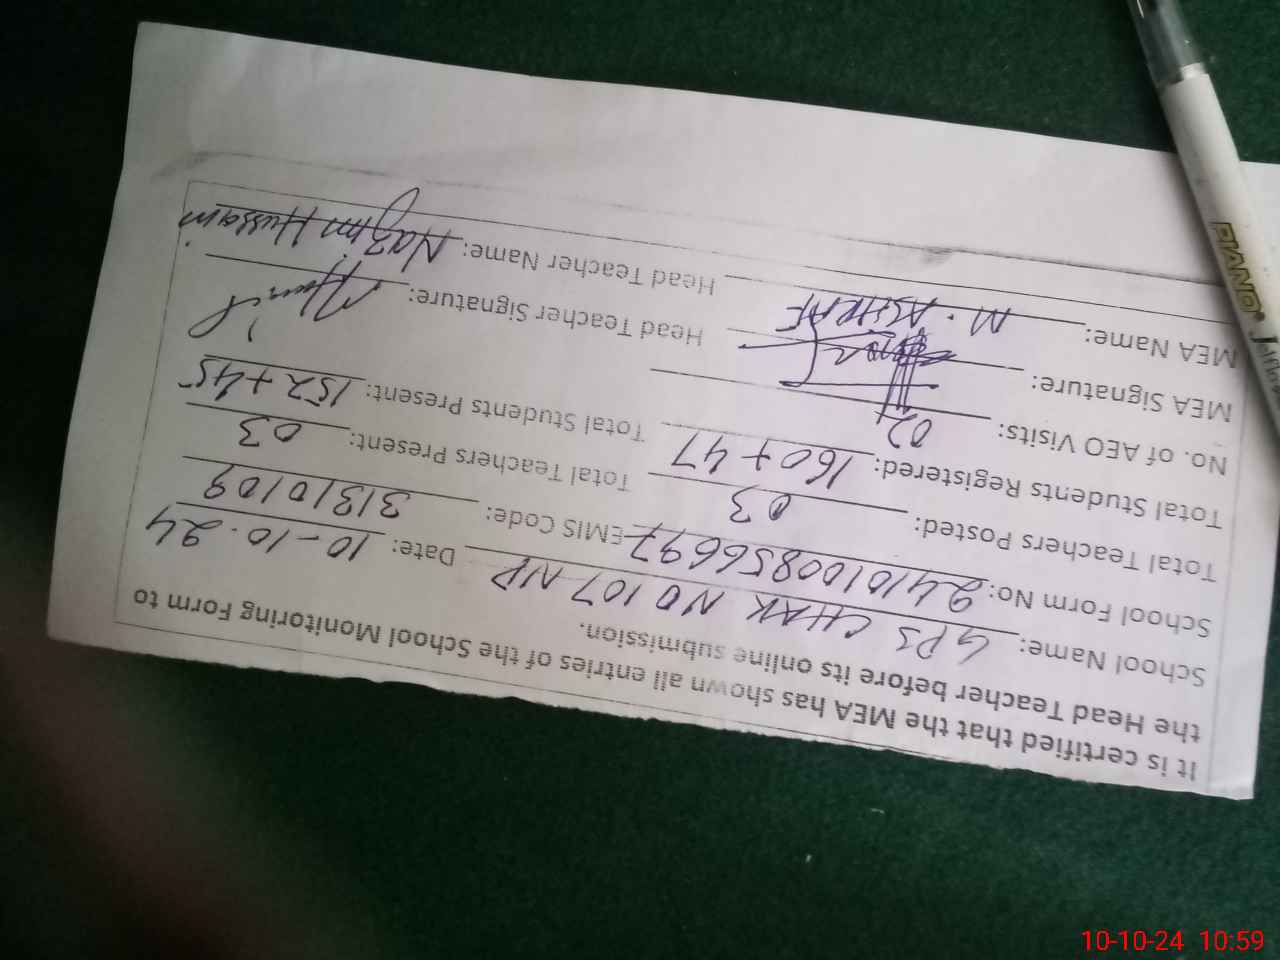 It is certified that the MEA has shown all entries of the School Monitoring Form to
the Head Teacher before its online submission.
School Name: GPS CHAK NO 107 NP Date: 10-10.24
School Form No: 2410100856697 EMIS Code: 31310109
Total Teachers Posted: 03 Total Teachers Present: 03
Total Students Registered: 160+47 Total Students Present: 152+45
No. of AEO Visits: 02
MEA Signature: Head Teacher Signature:
MEA Name: M. ASHRAF Head Teacher Name: Nazim Hussain
PIANO
10-10-24 10:59